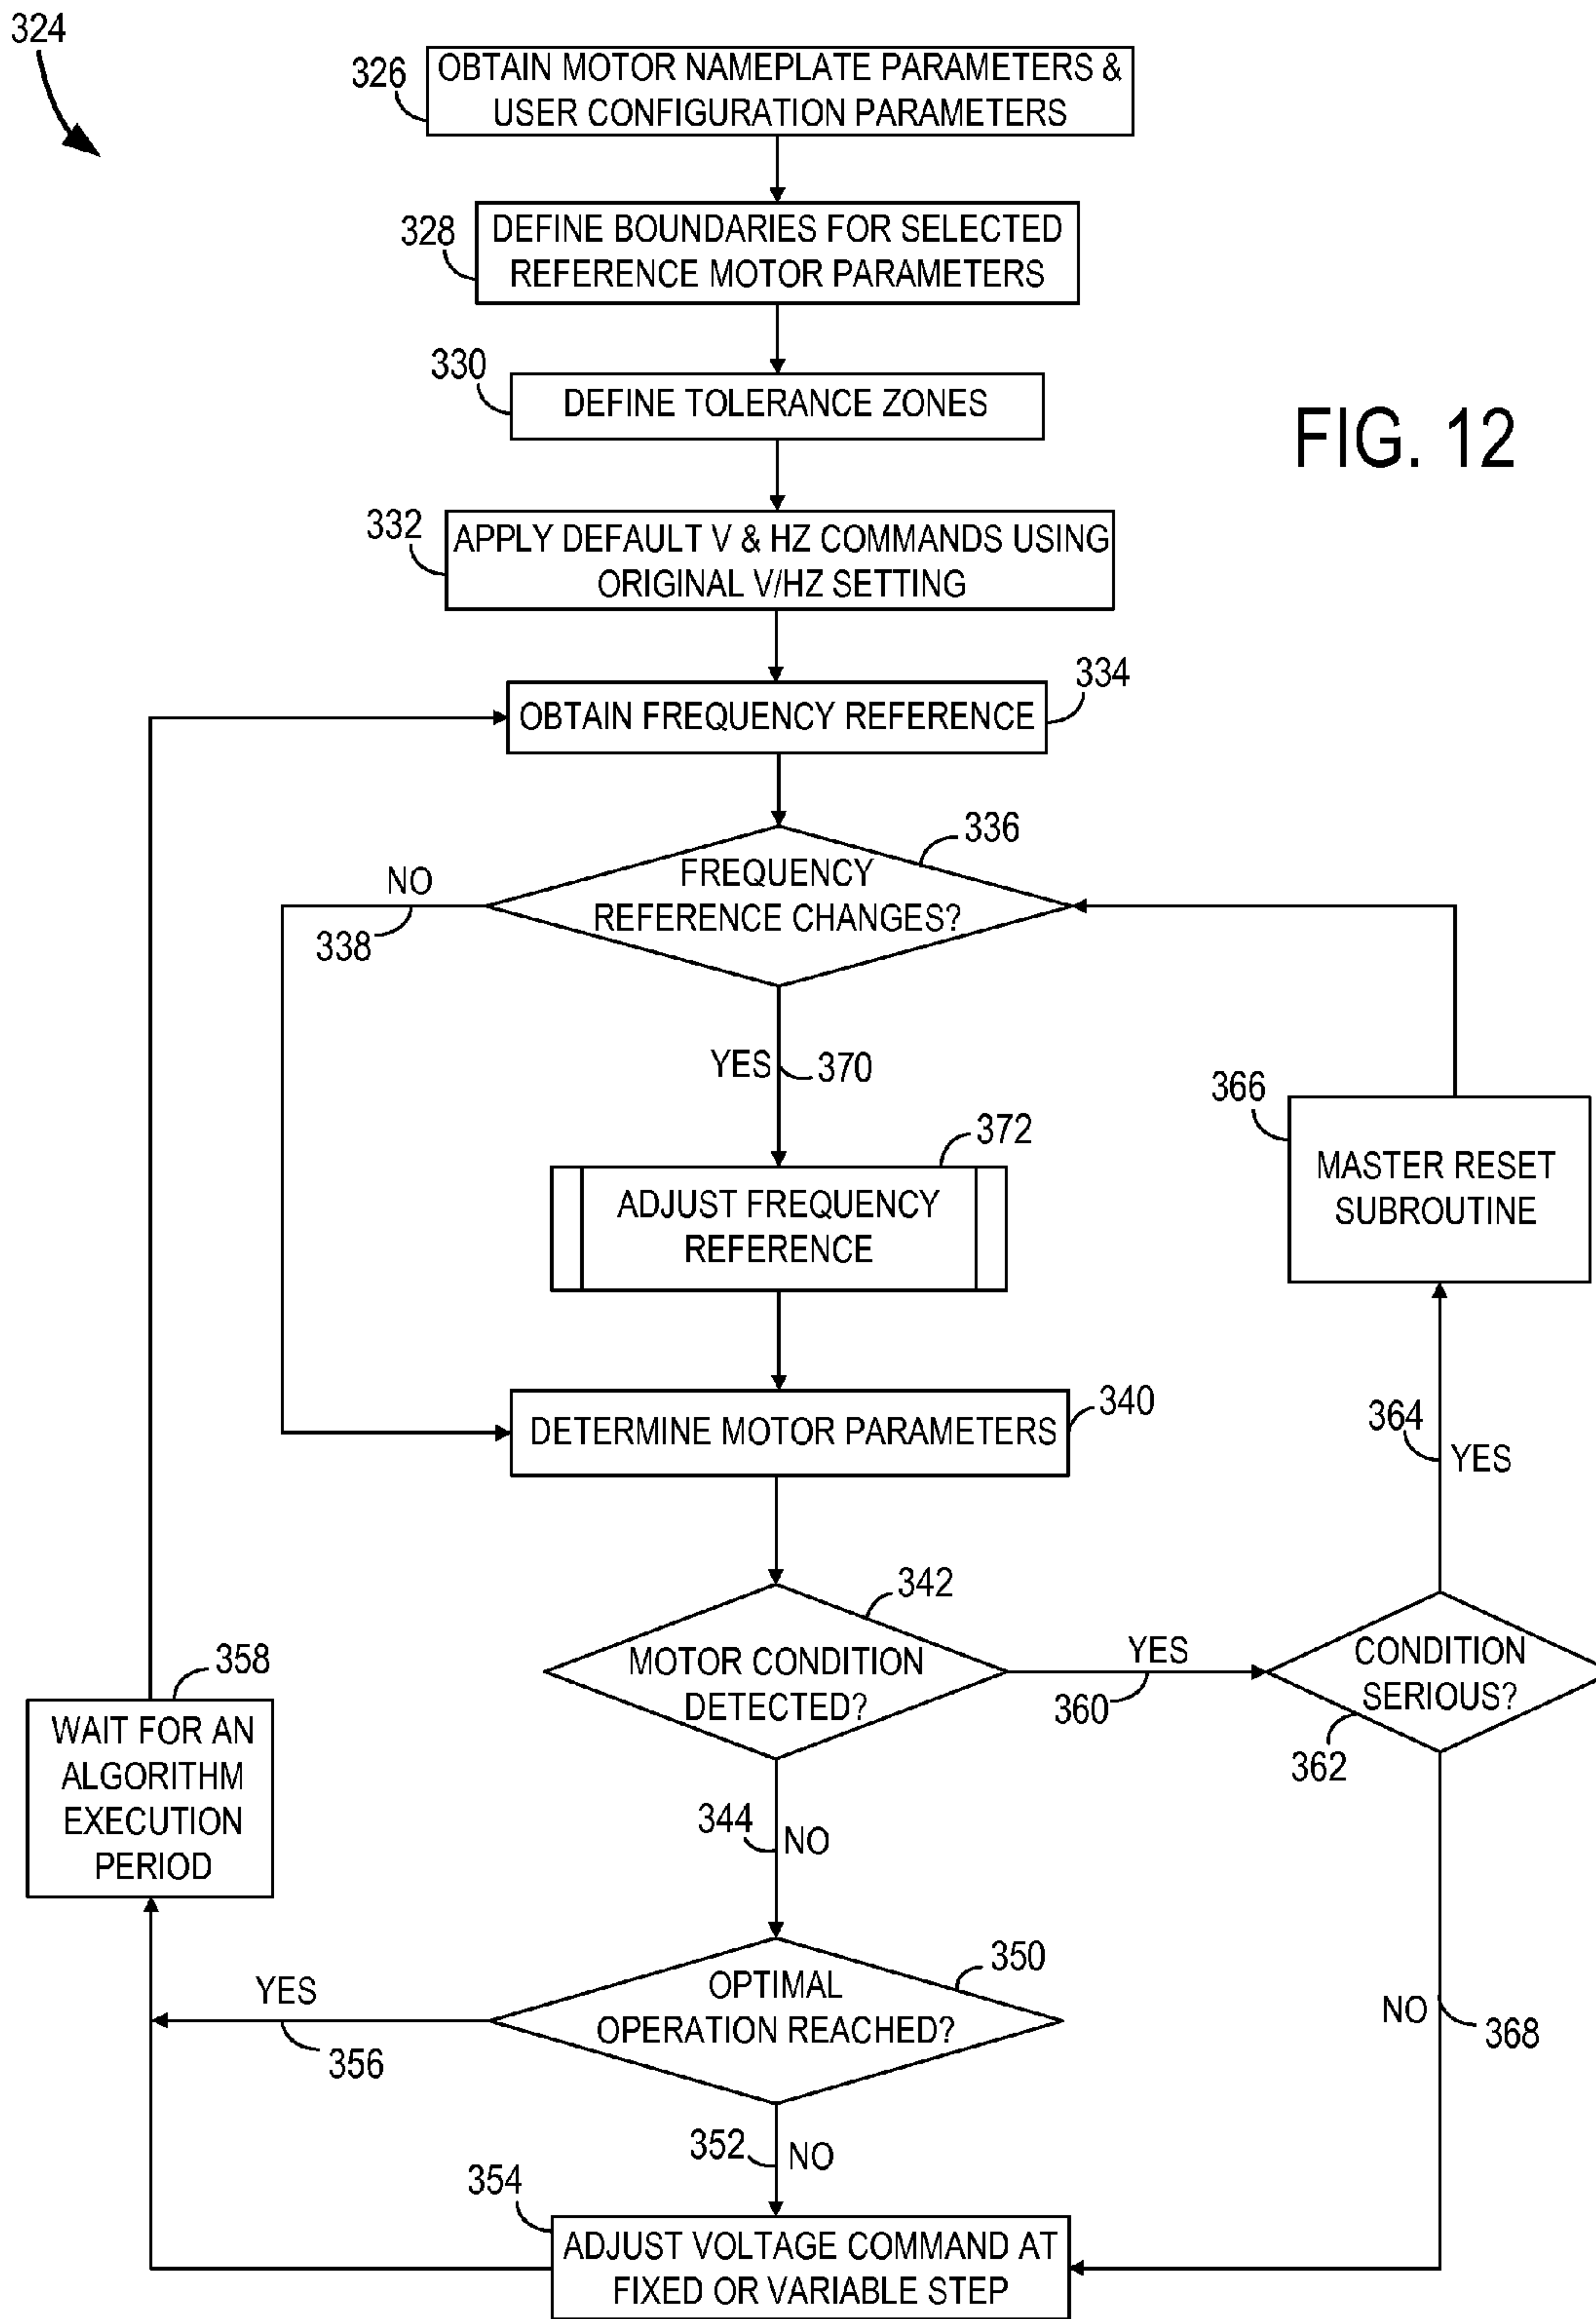 324
326
OBTAIN MOTOR NAMEPLATE PARAMETERS &
USER CONFIGURATION PARAMETERS
328
DEFINE BOUNDARIES FOR SELECTED
REFERENCE MOTOR PARAMETERS
330
DEFINE TOLERANCE ZONES
FIG. 12
332
APPLY DEFAULT V & HZ COMMANDS USING
ORIGINAL V/HZ SETTING
334
OBTAIN FREQUENCY REFERENCE
336
FREQUENCY
REFERENCE CHANGES?
NO
338
YES
370
372
ADJUST FREQUENCY
REFERENCE
366
MASTER RESET
SUBROUTINE
340
DETERMINE MOTOR PARAMETERS
364
YES
342
MOTOR CONDITION
DETECTED?
YES
360
CONDITION
SERIOUS?
362
358
WAIT FOR AN
ALGORITHM
EXECUTION
PERIOD
344
NO
350
OPTIMAL
OPERATION REACHED?
YES
356
NO
368
352
NO
354
ADJUST VOLTAGE COMMAND AT
FIXED OR VARIABLE STEP